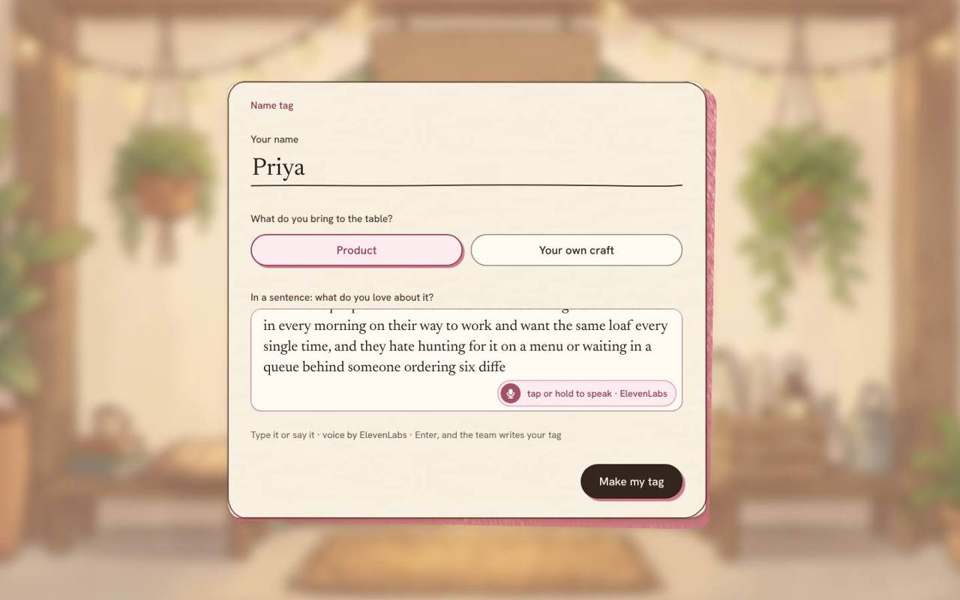 Name tag
Your name
Priya
What do you bring to the table?
Product
Your own craft
In a sentence: what do you love about it?
in every morning on their way to work and want the same loaf every
single time, and they hate hunting for it on a menu or waiting in a
queue behind someone ordering six diffe
tap or hold to speak · ElevenLabs
Type it or say it · voice by ElevenLabs · Enter, and the team writes your tag
Make my tag